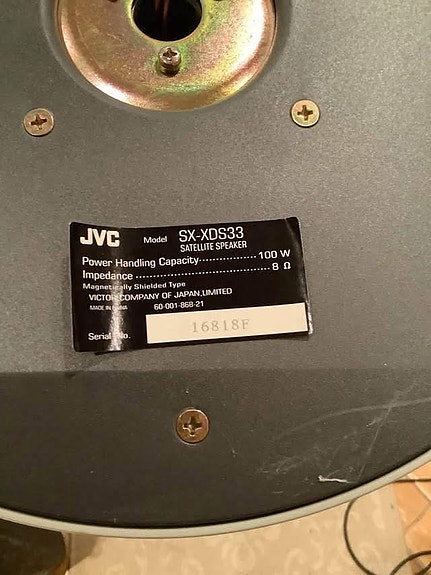 JVC Model SX-XDS33
SATELLITE SPEAKER
Power Handling Capacity·················100 W
Impedance ········································8 Ω
Magnetically Shielded Type
VICTOR COMPANY OF JAPAN,LIMITED
MADE IN CHINA 60-001-868-21
Serial No. 16818F